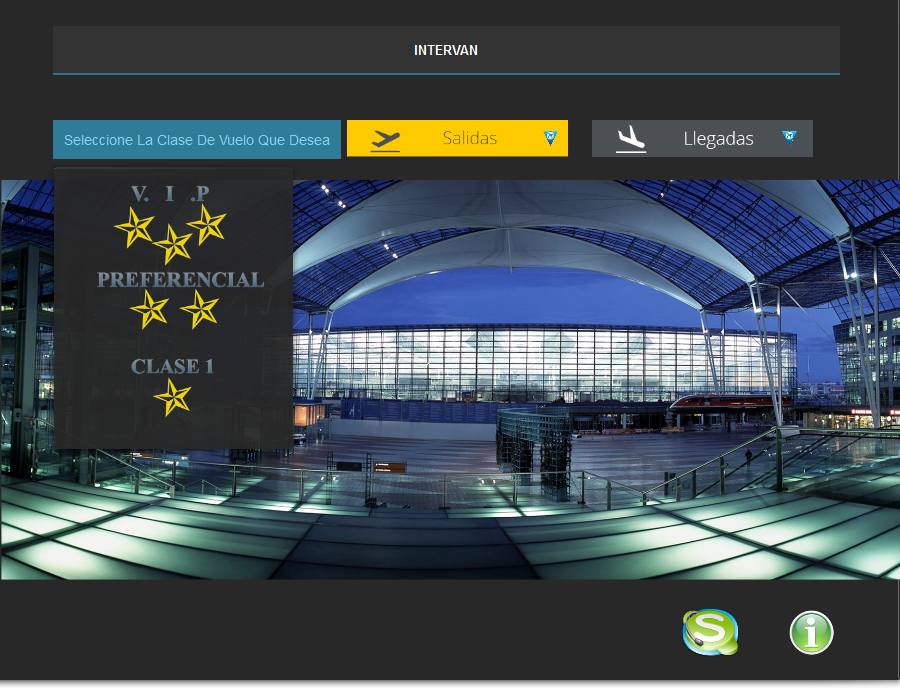 INTERVAN
Seleccione La Clase De Vuelo Que Desea
Salidas
Llegadas
V. I .P
PREFERENCIAL
CLASE 1
S
i